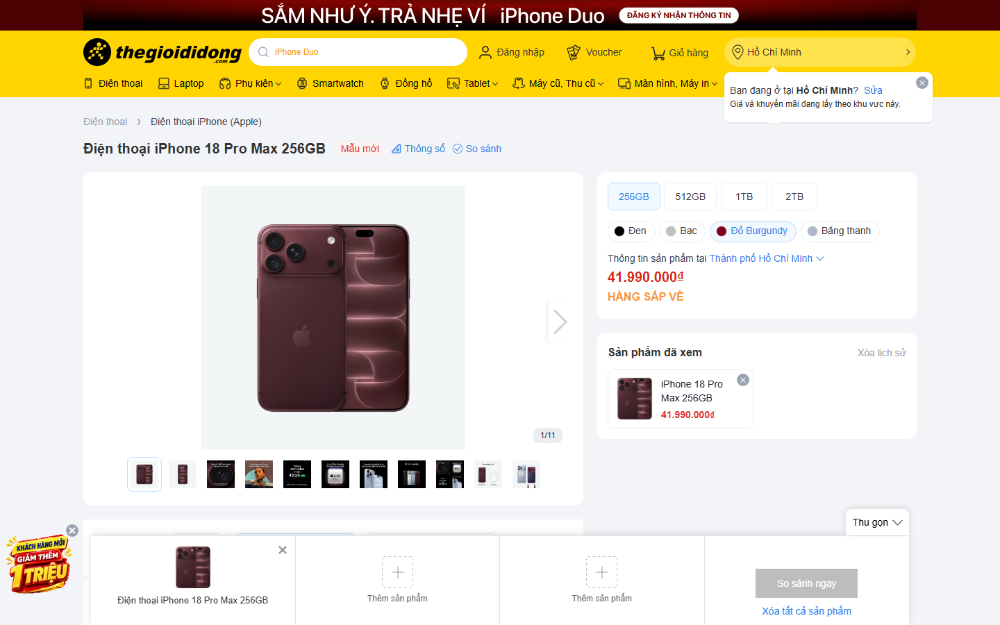 SẮM NHƯ Ý. TRẢ NHẸ VÍ iPhone Duo ĐĂNG KÝ NHẬN THÔNG TIN
thegioididong.com
iPhone Duo
Đăng nhập
Voucher
Giỏ hàng
Hồ Chí Minh
Điện thoại
Laptop
Phụ kiện
Smartwatch
Đồng hồ
Tablet
Máy cũ, Thu cũ
Màn hình, Máy in
Bạn đang ở tại Hồ Chí Minh? Sửa
Giá và khuyến mãi đang lấy theo khu vực này.
Điện thoại › Điện thoại iPhone (Apple)
Điện thoại iPhone 18 Pro Max 256GB
Mẫu mới
Thông số
So sánh
256GB
512GB
1TB
2TB
Đen
Bạc
Đỏ Burgundy
Băng thanh
Thông tin sản phẩm tại Thành phố Hồ Chí Minh
41.990.000₫
HÀNG SẮP VỀ
1/11
Sản phẩm đã xem
Xóa lịch sử
iPhone 18 Pro
Max 256GB
41.990.000₫
Thu gọn
KHÁCH HÀNG MỚI
GIẢM THÊM
1 TRIỆU
Điện thoại iPhone 18 Pro Max 256GB
Thêm sản phẩm
Thêm sản phẩm
So sánh ngay
Xóa tất cả sản phẩm